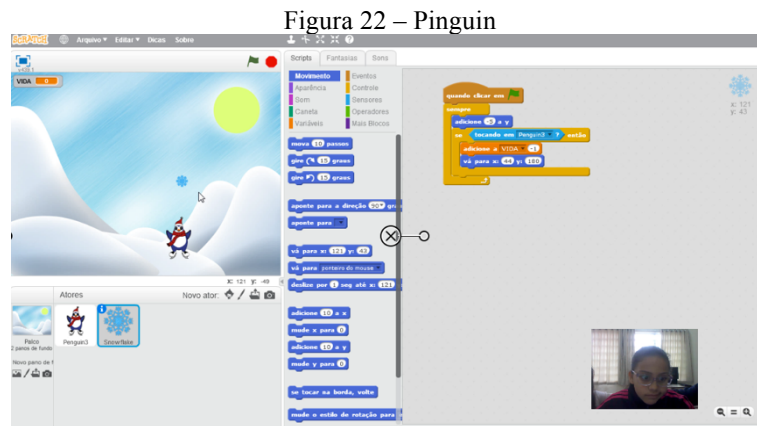 Figura 22 – Pinguin
SCRATCH Arquivo Editar Dicas Sobre
VIDA 0
Scripts Fantasias Sons
Movimento Eventos
Aparência Controle
Som Sensores
Caneta Operadores
Variáveis Mais Blocos
mova 10 passos
gire 15 graus
gire 15 graus
aponte para a direção 90
aponte para
vá para x: 121 y: 43
vá para ponteiro do mouse
deslize por 1 seg até x: 121
adicione 10 a x
mude x para 0
adicione 10 a y
mude y para 0
se tocar na borda, volte
mude o estilo de rotação para
quando clicar em
sempre
adicione -5 a y
se tocando em Penguin3 ? então
adicione a VIDA -1
vá para x: 44 y: 180
x: 121
y: 43
X: 121 y: -48
Atores Novo ator:
Palco
2 panos de fundo
Penguin3 Snowflake
Novo pano de f